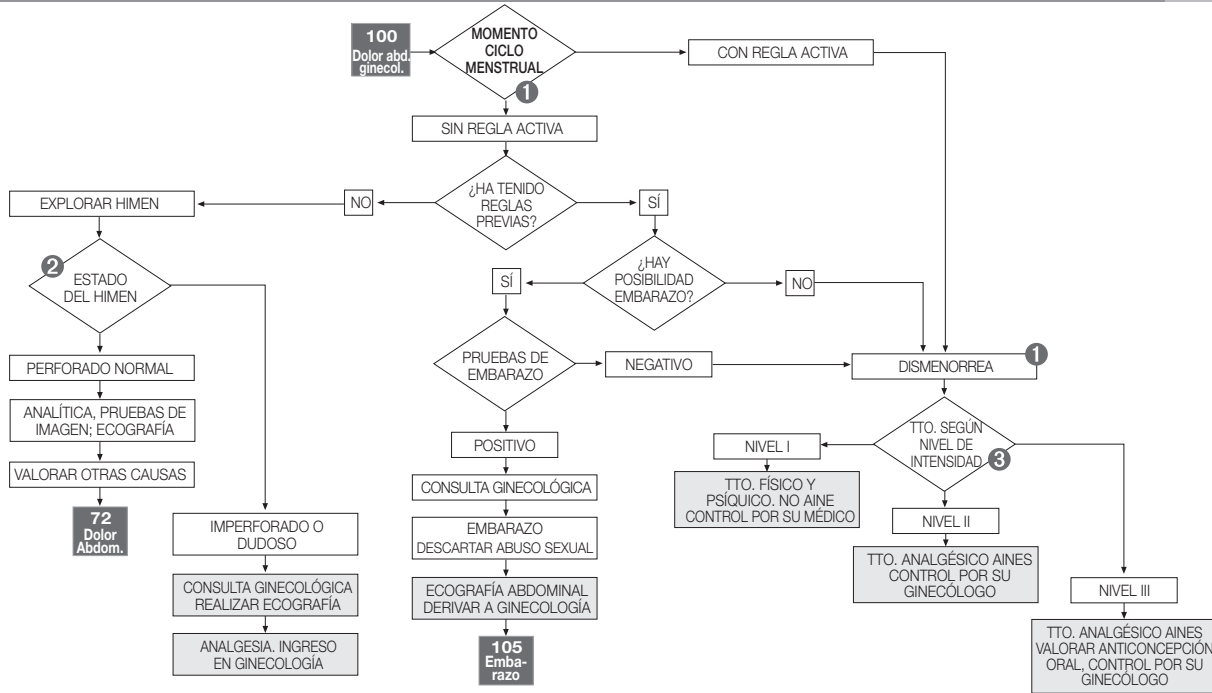 100
Dolor abd.
ginecol.
MOMENTO
CICLO
MENSTRUAL
1
CON REGLA ACTIVA
SIN REGLA ACTIVA
¿HA TENIDO
REGLAS
PREVIAS?
NO
SÍ
EXPLORAR HIMEN
2
ESTADO
DEL HIMEN
¿HAY
POSIBILIDAD
EMBARAZO?
SÍ
NO
PRUEBAS DE
EMBARAZO
NEGATIVO
DISMENORREA
1
PERFORADO NORMAL
ANALÍTICA, PRUEBAS DE
IMAGEN; ECOGRAFÍA
VALORAR OTRAS CAUSAS
72
Dolor
Abdom.
IMPERFORADO O
DUDOSO
CONSULTA GINECOLÓGICA
REALIZAR ECOGRAFÍA
ANALGESIA. INGRESO
EN GINECOLOGÍA
POSITIVO
CONSULTA GINECOLÓGICA
EMBARAZO
DESCARTAR ABUSO SEXUAL
ECOGRAFÍA ABDOMINAL
DERIVAR A GINECOLOGÍA
105
Emba-
razo
TTO. SEGÚN
NIVEL DE
INTENSIDAD
3
NIVEL I
TTO. FÍSICO Y
PSÍQUICO. NO AINE
CONTROL POR SU MÉDICO
NIVEL II
TTO. ANALGÉSICO AINES
CONTROL POR SU
GINECÓLOGO
NIVEL III
TTO. ANALGÉSICO AINES
VALORAR ANTICONCEPCIÓN
ORAL, CONTROL POR SU
GINECÓLOGO